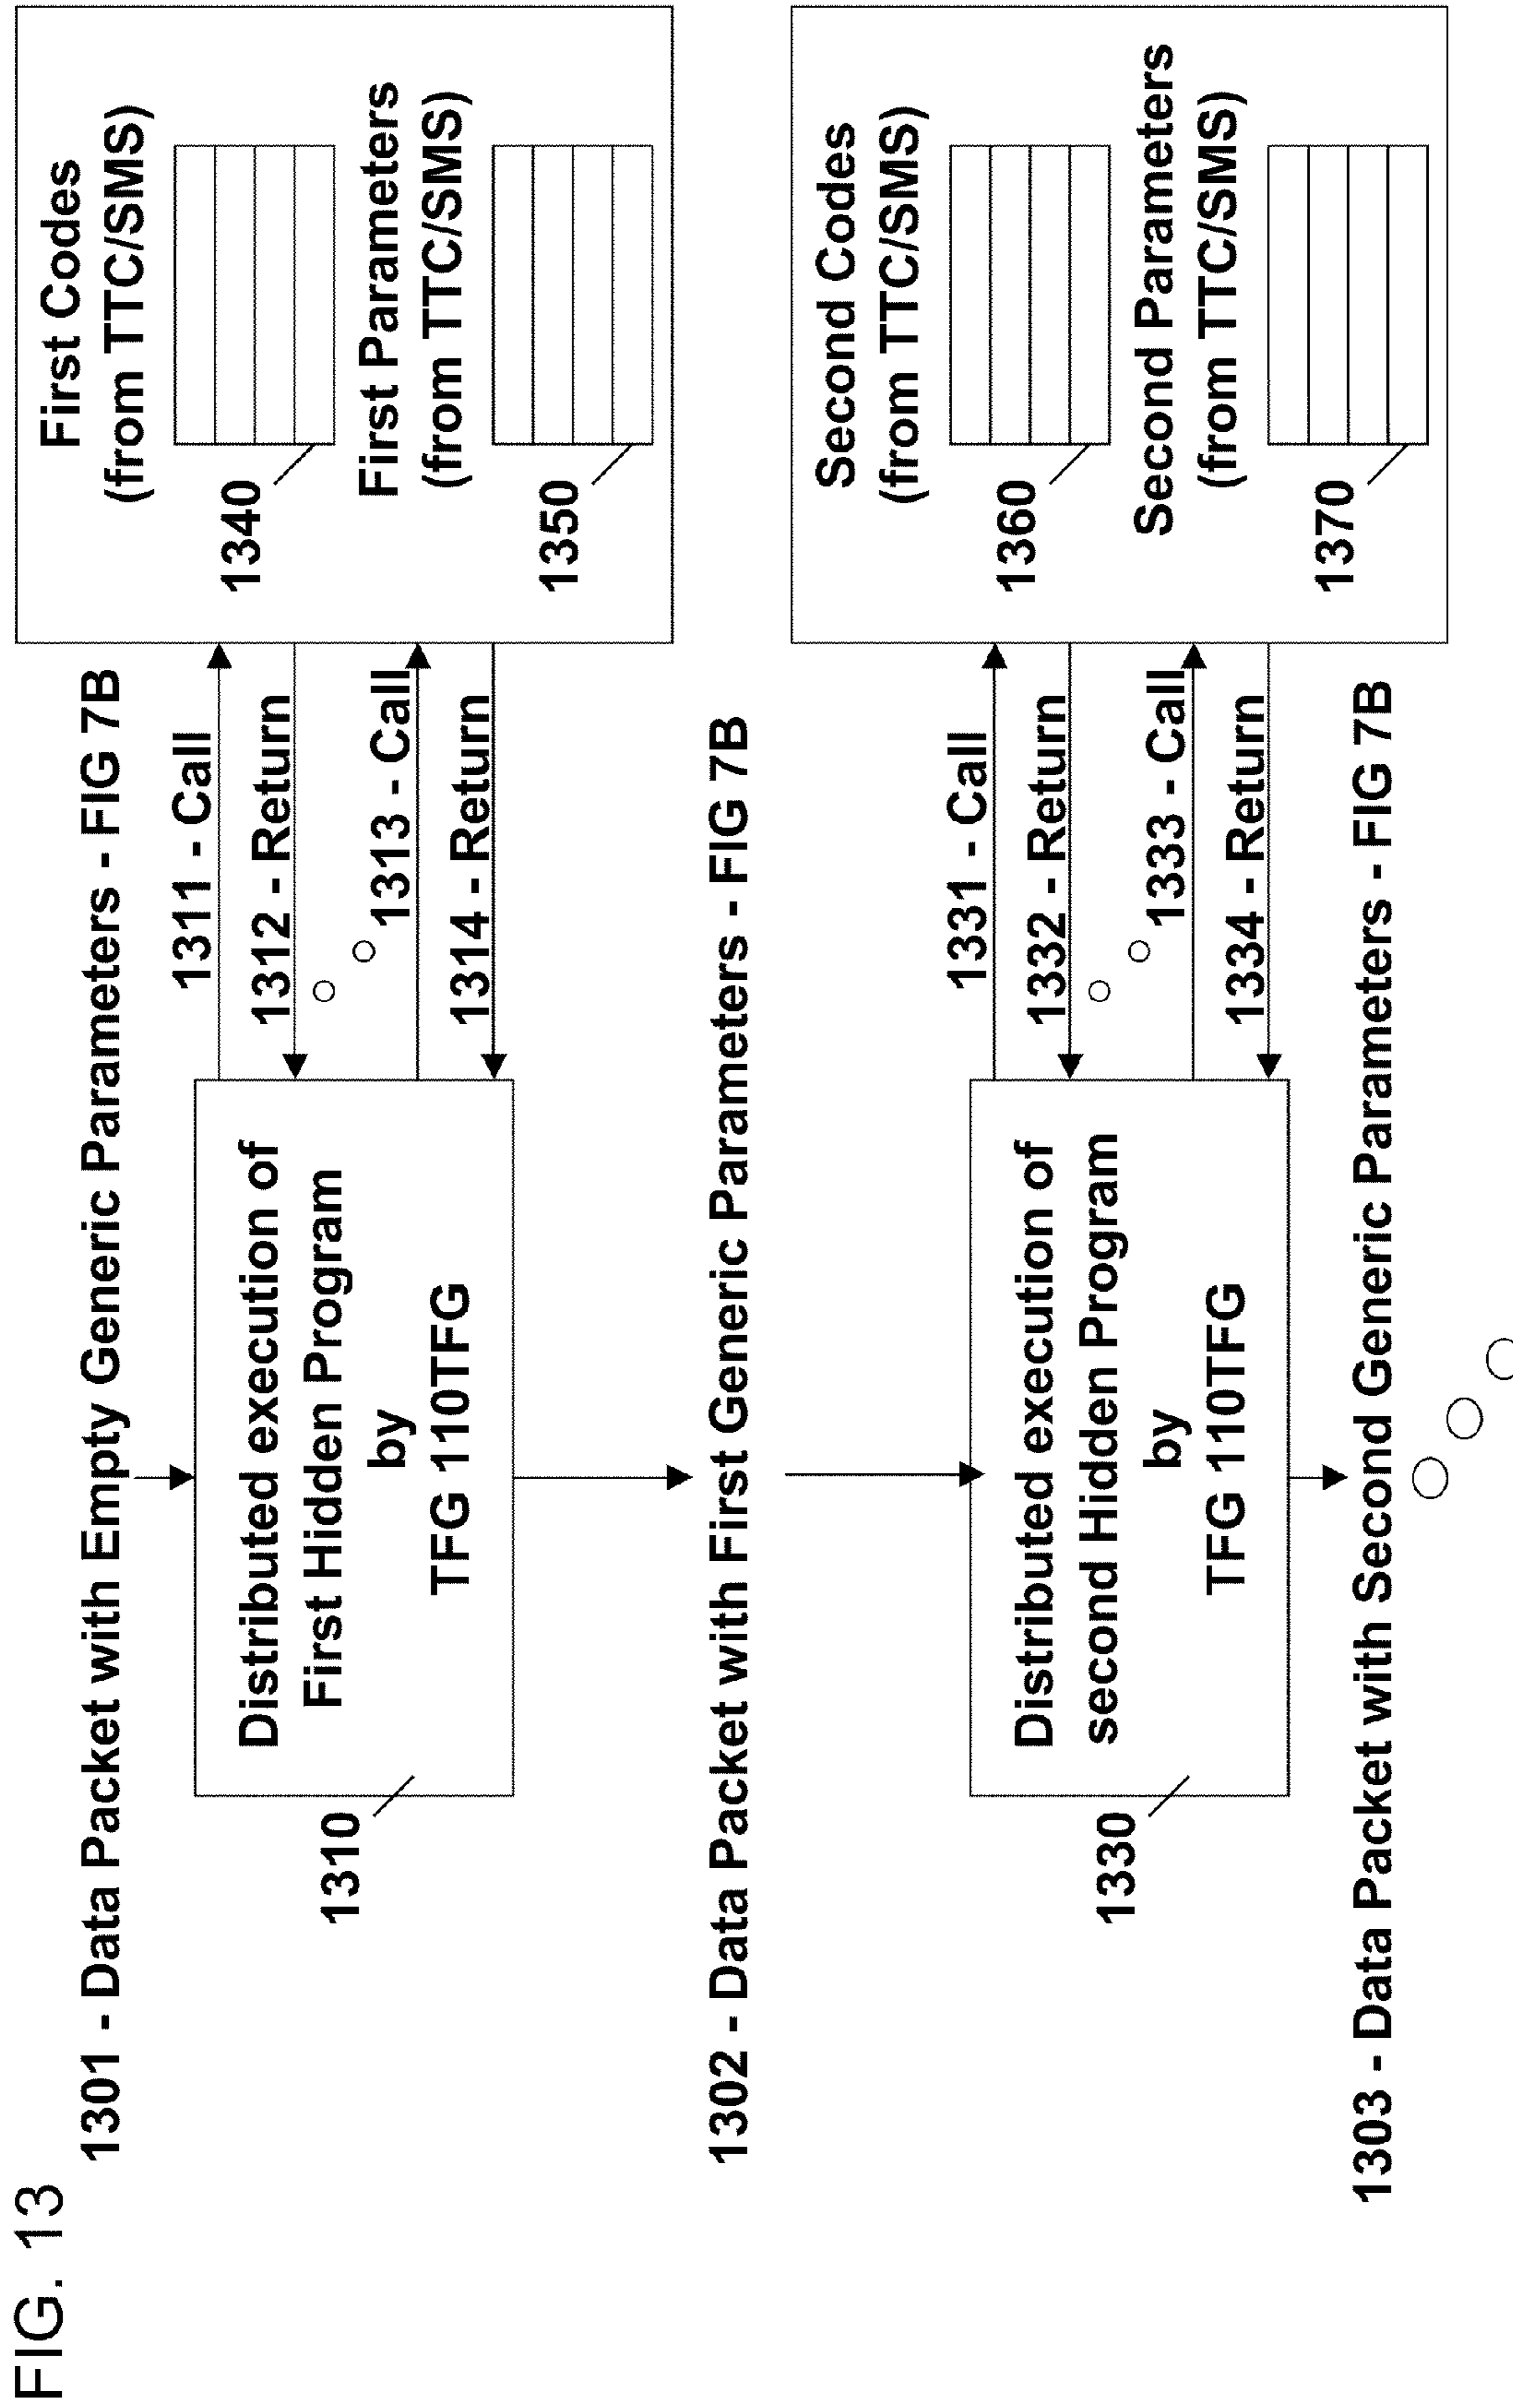 FIG. 13
1301 - Data Packet with Empty Generic Parameters - FIG 7B
1310
Distributed execution of
First Hidden Program
by
TFG 110TFG
1311 - Call
1312 - Return
1313 - Call
1314 - Return
First Codes
(from TTC/SMS)
1340
First Parameters
(from TTC/SMS)
1350
1302 - Data Packet with First Generic Parameters - FIG 7B
1330
Distributed execution of
second Hidden Program
by
TFG 110TFG
1331 - Call
1332 - Return
1333 - Call
1334 - Return
Second Codes
(from TTC/SMS)
1360
Second Parameters
(from TTC/SMS)
1370
1303 - Data Packet with Second Generic Parameters - FIG 7B